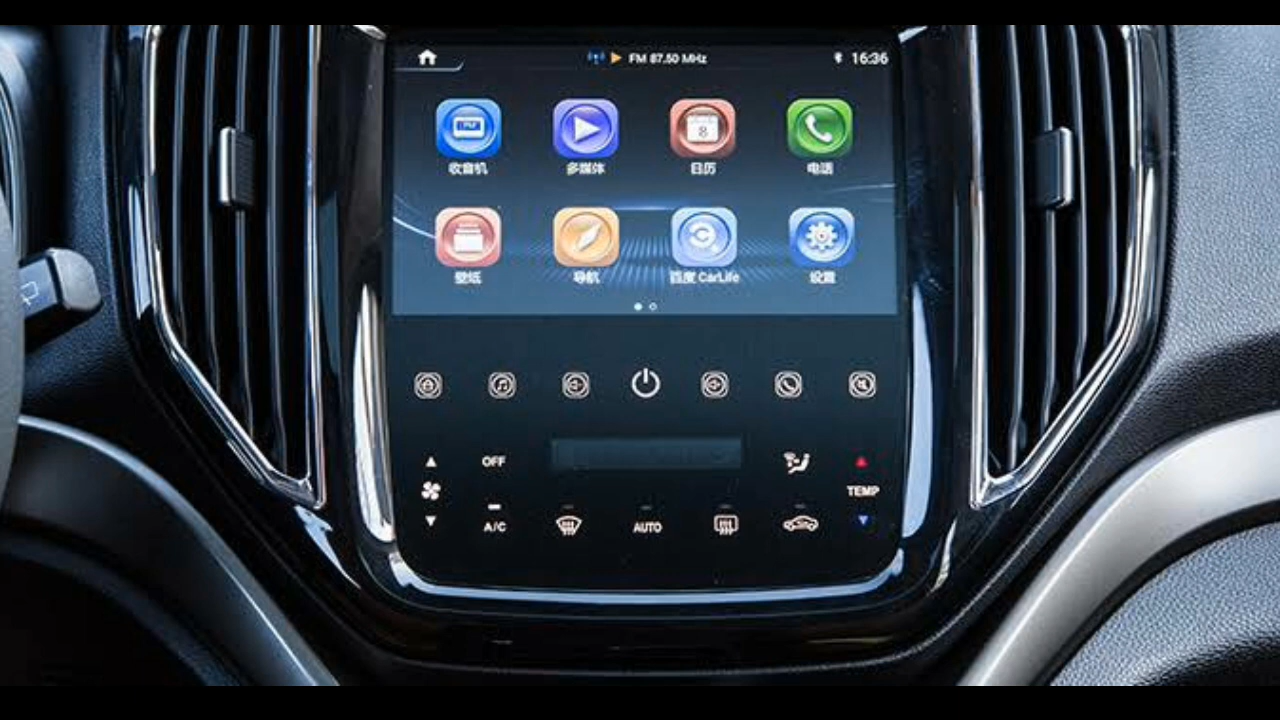 FM 87.50 MHz
16:36
收音机
多媒体
日历
8
电话
壁纸
导航
百度 CarLife
设置
OFF
TEMP
A/C
AUTO